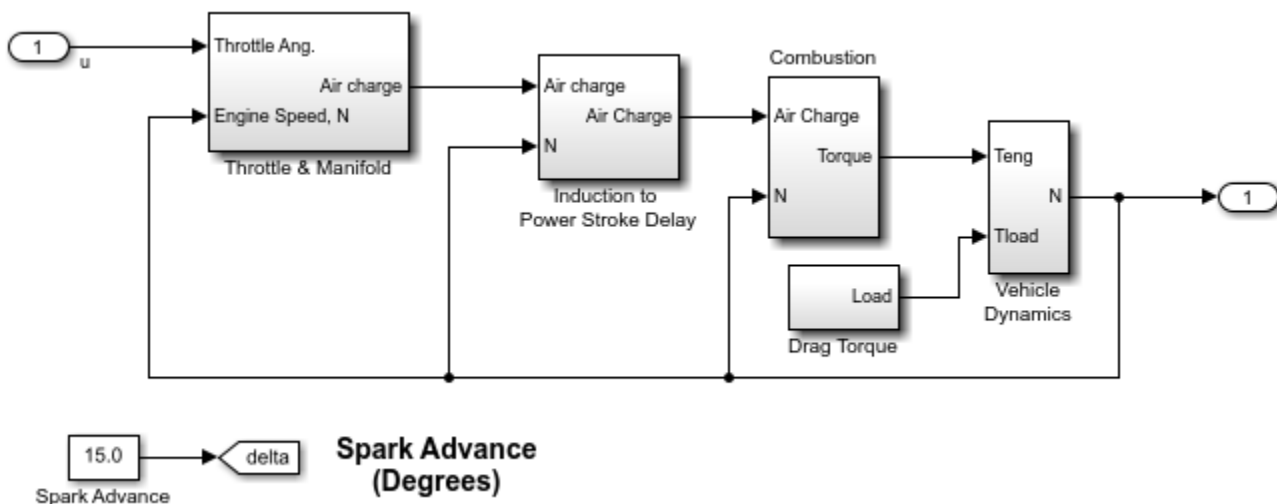 1
u
Throttle Ang.
Air charge
Engine Speed, N
Throttle & Manifold
Air charge
Air Charge
N
Induction to
Power Stroke Delay
Combustion
Air Charge
Torque
N
Teng
N
Tload
Vehicle
Dynamics
1
Load
Drag Torque
15.0
Spark Advance
delta
Spark Advance
(Degrees)